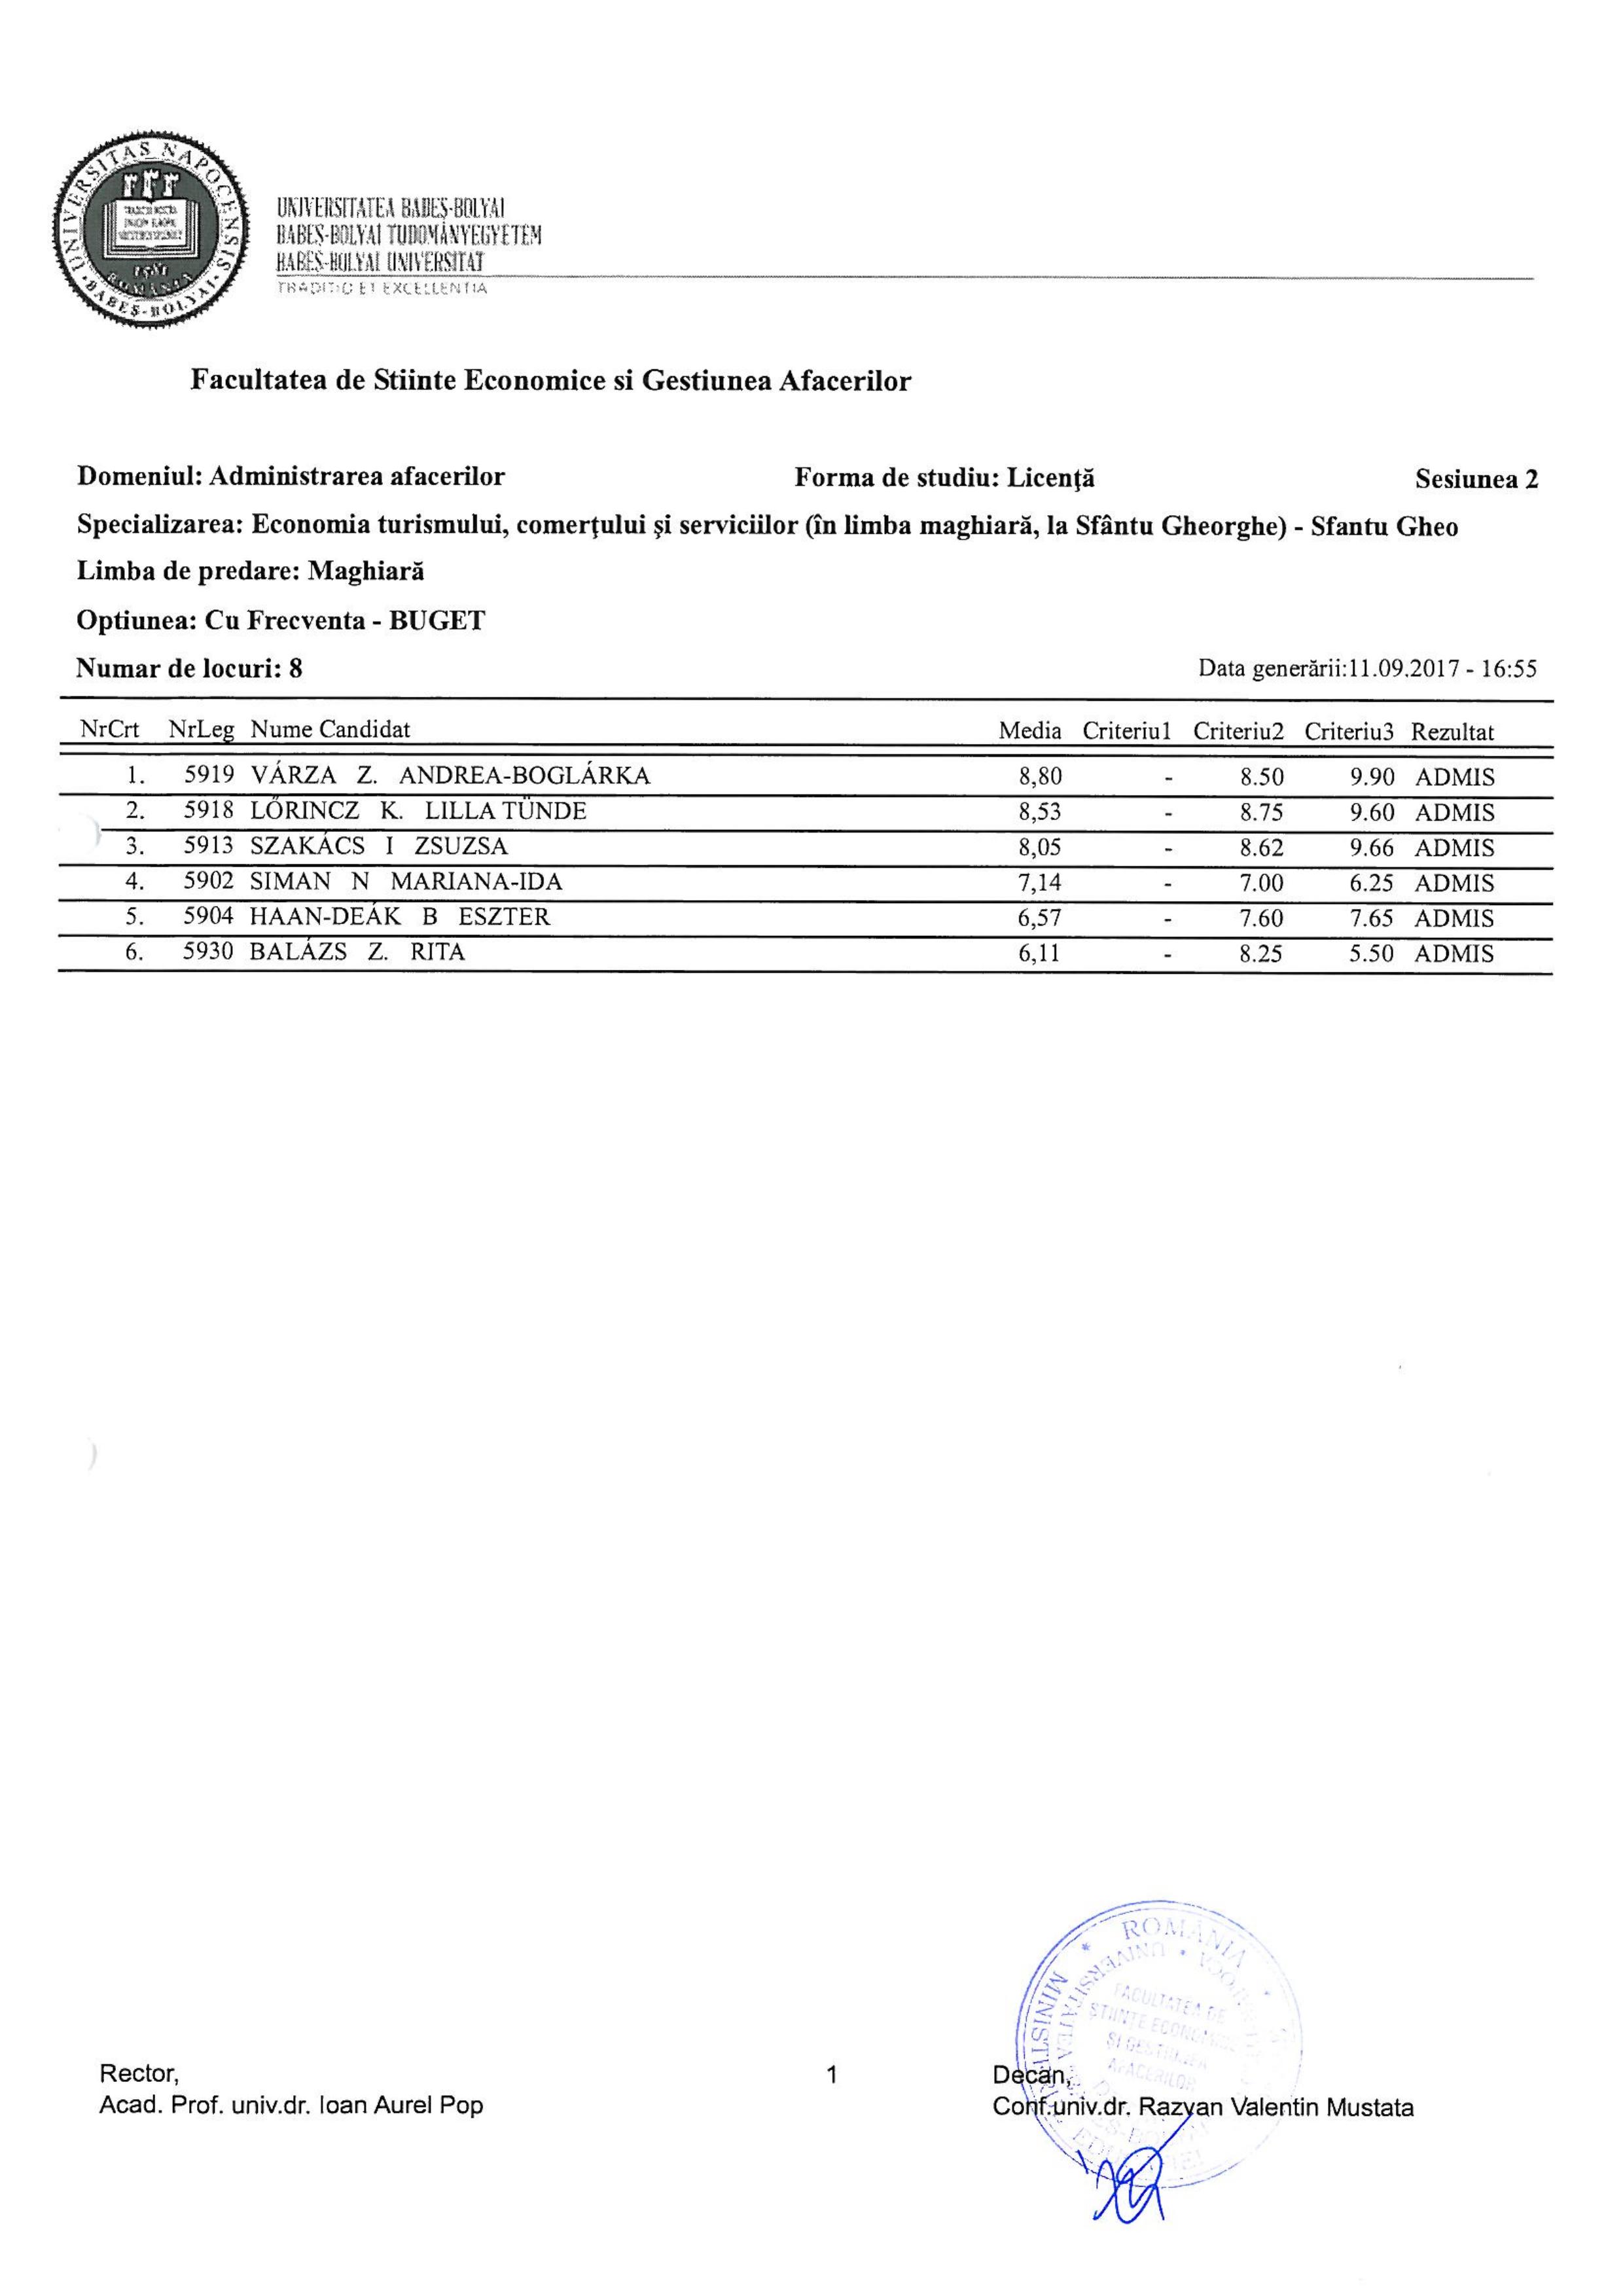 UNIVERSITAS NAPOCENSIS
BABEŞ-BOLYAI
ROMÂNIA
UNIVERSITATEA BABEŞ-BOLYAI
BABEŞ-BOLYAI TUDOMÁNYEGYETEM
BABEŞ-BOLYAI UNIVERSITAT
TRADITIO ET EXCELLENTIA
Facultatea de Stiinte Economice si Gestiunea Afacerilor
Domeniul: Administrarea afacerilor Forma de studiu: Licenţă Sesiunea 2
Specializarea: Economia turismului, comerţului şi serviciilor (în limba maghiară, la Sfântu Gheorghe) - Sfantu Gheo
Limba de predare: Maghiară
Optiunea: Cu Frecventa - BUGET
Numar de locuri: 8 Data generării:11.09.2017 - 16:55
NrCrt NrLeg Nume Candidat Media Criteriu1 Criteriu2 Criteriu3 Rezultat
1. 5919 VÁRZA Z. ANDREA-BOGLÁRKA 8,80 - 8.50 9.90 ADMIS
2. 5918 LŐRINCZ K. LILLA TÜNDE 8,53 - 8.75 9.60 ADMIS
3. 5913 SZAKÁCS I ZSUZSA 8,05 - 8.62 9.66 ADMIS
4. 5902 SIMAN N MARIANA-IDA 7,14 - 7.00 6.25 ADMIS
5. 5904 HAAN-DEÁK B ESZTER 6,57 - 7.60 7.65 ADMIS
6. 5930 BALÁZS Z. RITA 6,11 - 8.25 5.50 ADMIS
ROMÂNIA
UNIVERSITATEA
FACULTATEA DE
ŞTIINTE ECONOMICE
ŞI GESTIUNEA
AFACERILOR
Rector, 1 Decan,
Acad. Prof. univ.dr. Ioan Aurel Pop Conf.univ.dr. Razvan Valentin Mustata